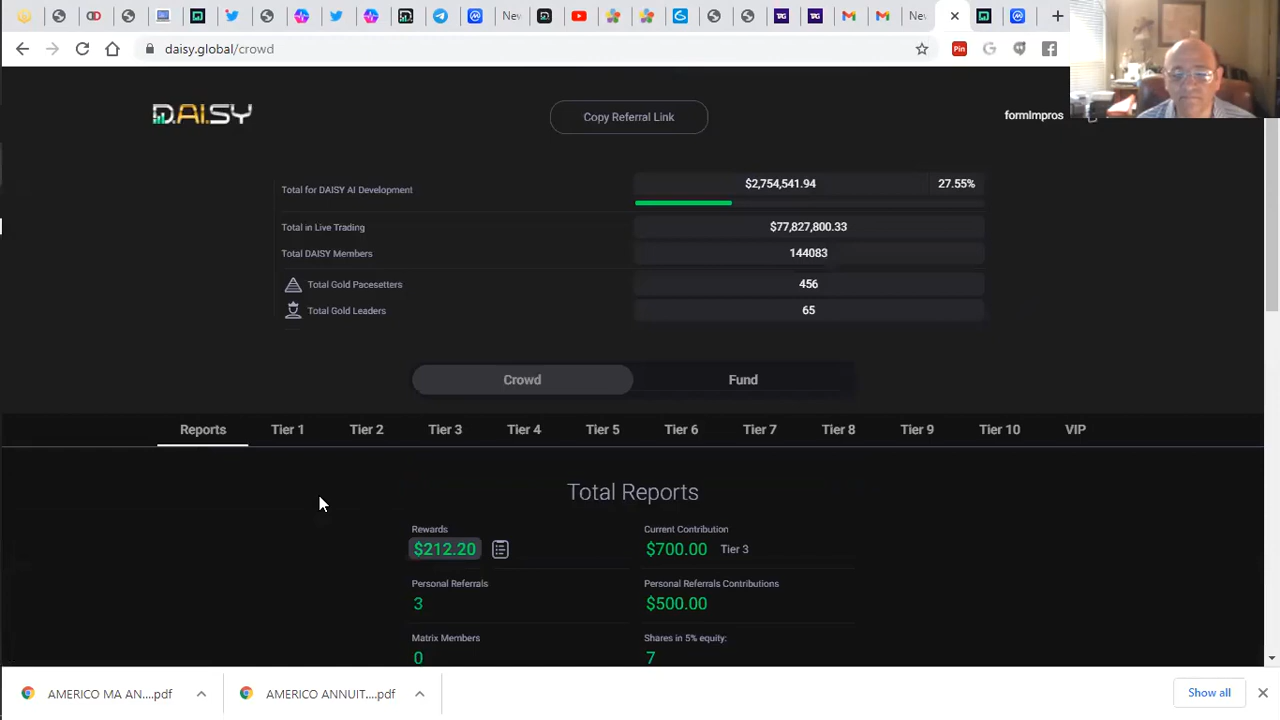 New
New
daisy.global/crowd
Pin
DAISY
Copy Referral Link
formlmpros
Total for DAISY AI Development
$2,754,541.94
27.55%
Total in Live Trading
$77,827,800.33
Total DAISY Members
144083
Total Gold Pacesetters
456
Total Gold Leaders
65
Crowd
Fund
Reports
Tier 1
Tier 2
Tier 3
Tier 4
Tier 5
Tier 6
Tier 7
Tier 8
Tier 9
Tier 10
VIP
Total Reports
Rewards
Current Contribution
$212.20
$700.00
Tier 3
Personal Referrals
Personal Referrals Contributions
3
$500.00
Matrix Members
Shares in 5% equity:
0
7
AMERICO MA AN....pdf
AMERICO ANNUIT....pdf
Show all